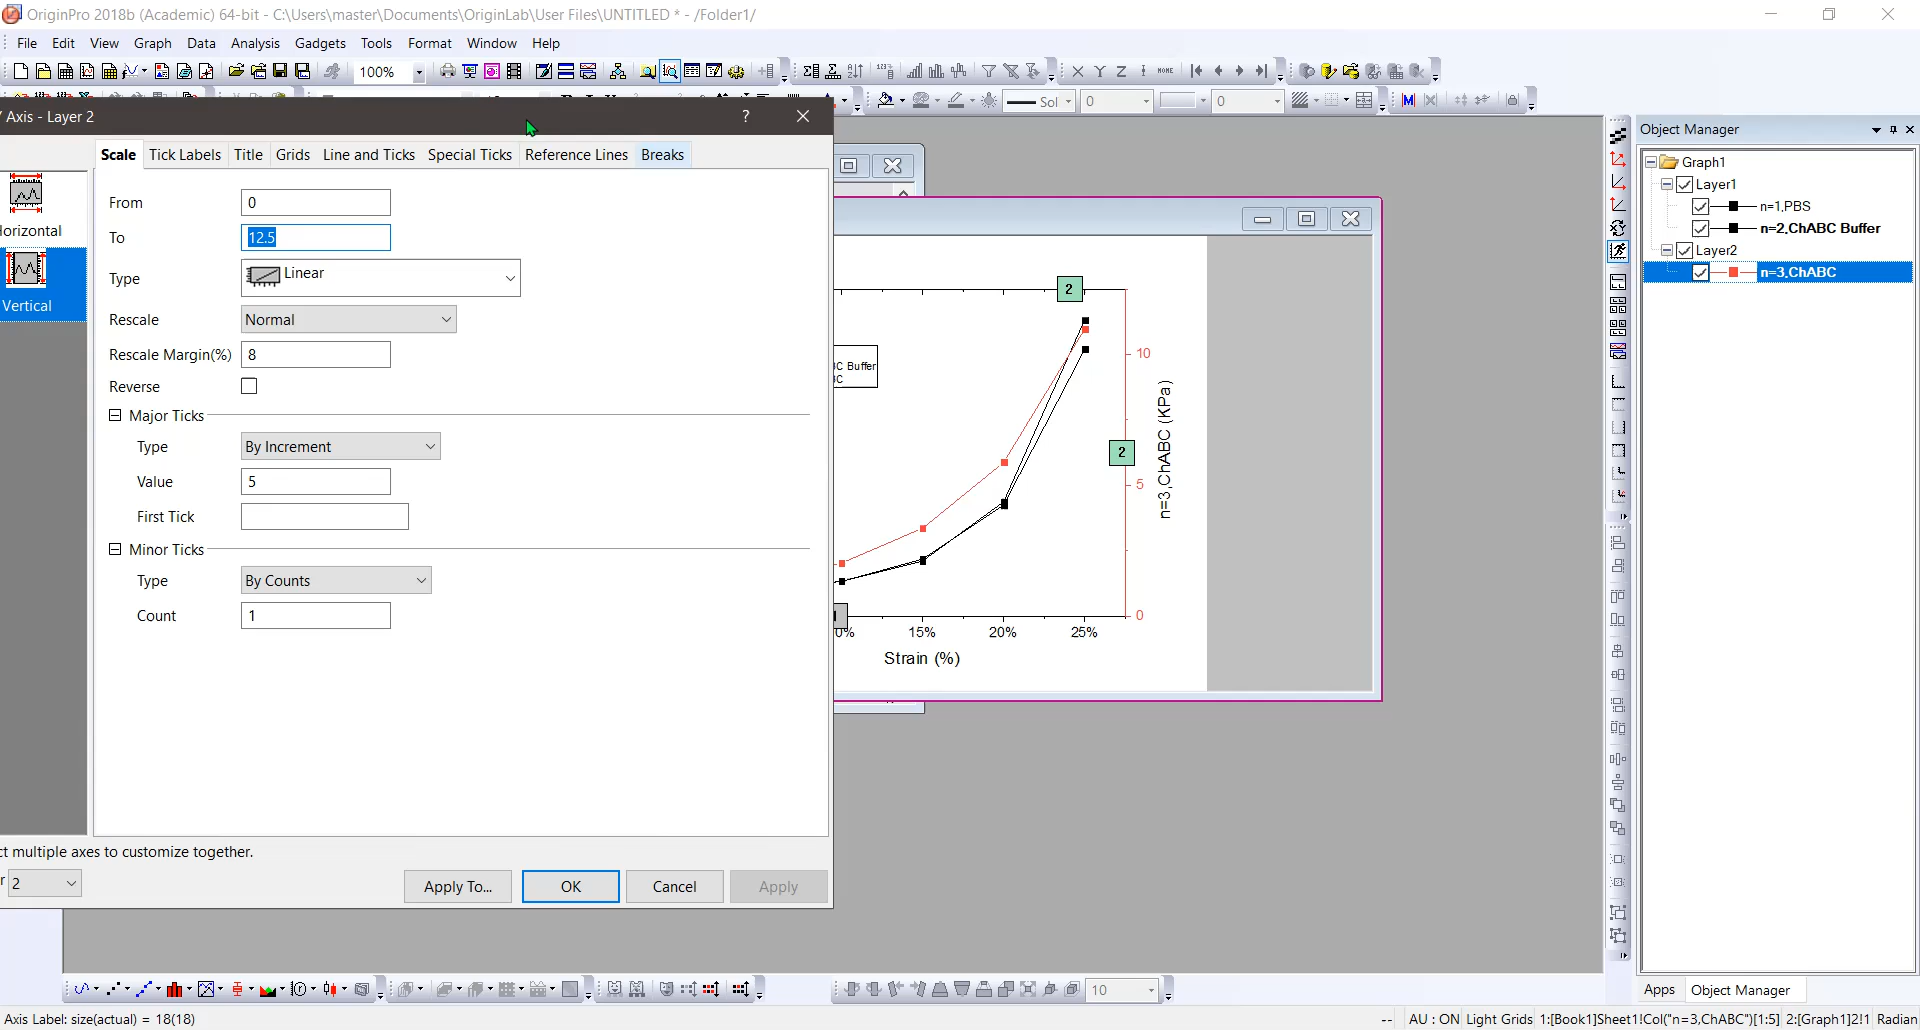 OriginPro 2018b (Academic) 64-bit - C:\Users\master\Documents\OriginLab\User Files\UNTITLED * - /Folder1/
File Edit View Graph Data Analysis Gadgets Tools Format Window Help
100%
Sol 0 0
Axis - Layer 2 ?
Scale Tick Labels Title Grids Line and Ticks Special Ticks Reference Lines Breaks
Horizontal
Vertical
From 0
To 12.5
Type Linear
Rescale Normal
Rescale Margin(%) 8
Reverse
Major Ticks
Type By Increment
Value 5
First Tick
Minor Ticks
Type By Counts
Count 1
ct multiple axes to customize together.
r 2
Apply To... OK Cancel Apply
2
C Buffer
C
10
2
5
0
n=3,ChABC (KPa)
0% 15% 20% 25%
Strain (%)
Object Manager
Graph1
Layer1
n=1,PBS
n=2,ChABC Buffer
Layer2
n=3,ChABC
Apps Object Manager
10
Axis Label: size(actual) = 18(18)
-- AU : ON Light Grids 1:[Book1]Sheet1!Col("n=3,ChABC")[1:5] 2:[Graph1]2!1 Radian